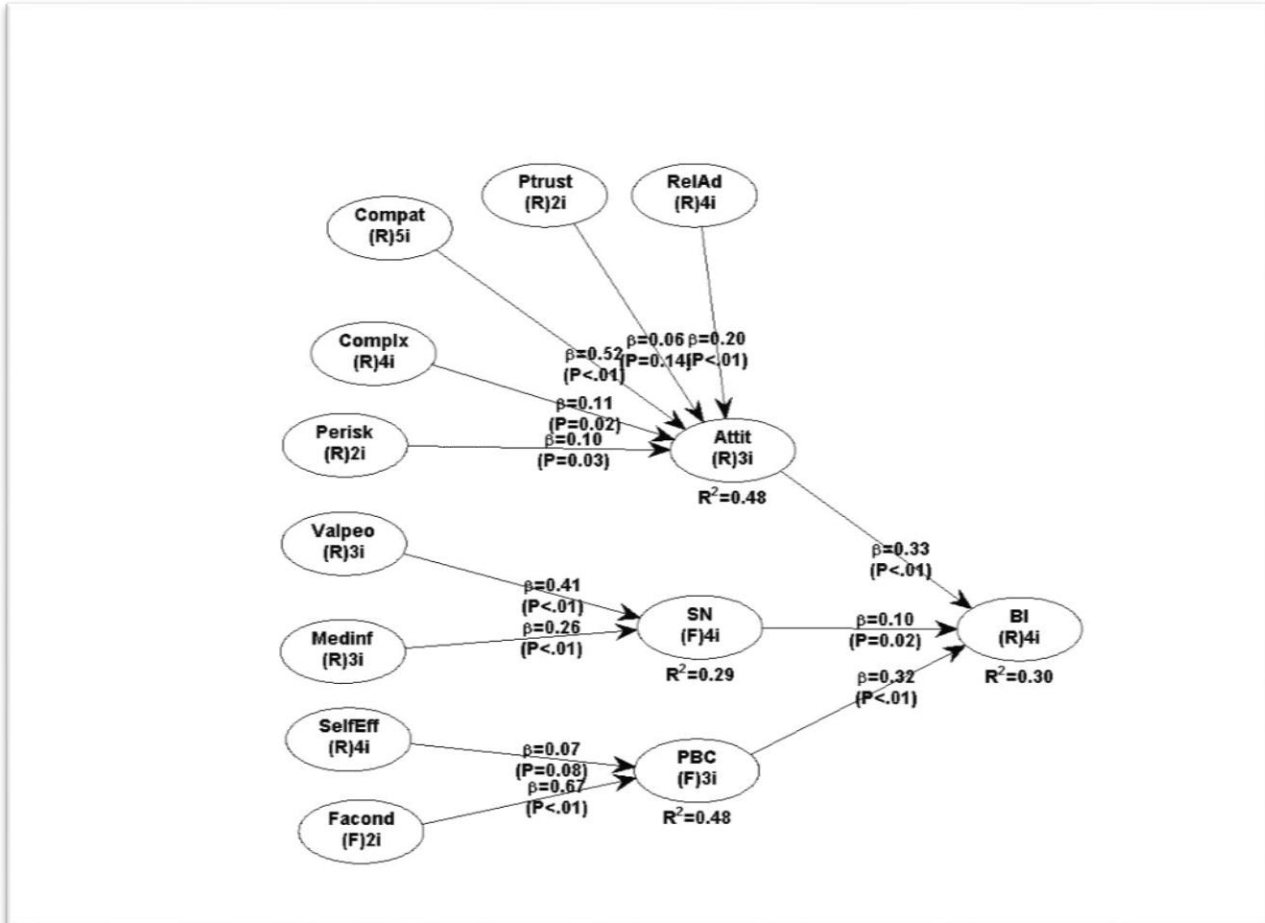 Ptrust
(R)2i
RelAd
(R)4i
Compat
(R)5i
β=0.06
(P=0.14)
β=0.20
(P<.01)
β=0.52
(P<.01)
Complx
(R)4i
β=0.11
(P=0.02)
Perisk
(R)2i
β=0.10
(P=0.03)
Attit
(R)3i
R²=0.48
Valpeo
(R)3i
β=0.33
(P<.01)
β=0.41
(P<.01)
SN
(F)4i
R²=0.29
β=0.10
(P=0.02)
BI
(R)4i
R²=0.30
Medinf
(R)3i
β=0.26
(P<.01)
β=0.32
(P<.01)
SelfEff
(R)4i
β=0.07
(P=0.08)
PBC
(F)3i
R²=0.48
β=0.67
(P<.01)
Facond
(F)2i